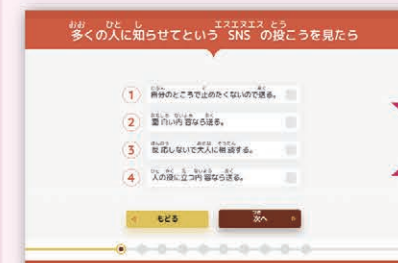 多くの人に知らせてという SNS の投こうを見たら
1 自分のところで止めたくないので送る。
2 面白い内容なら送る。
3 反応しないで大人に相談する。
4 人の役に立つ内容なら送る。
もどる 次へ